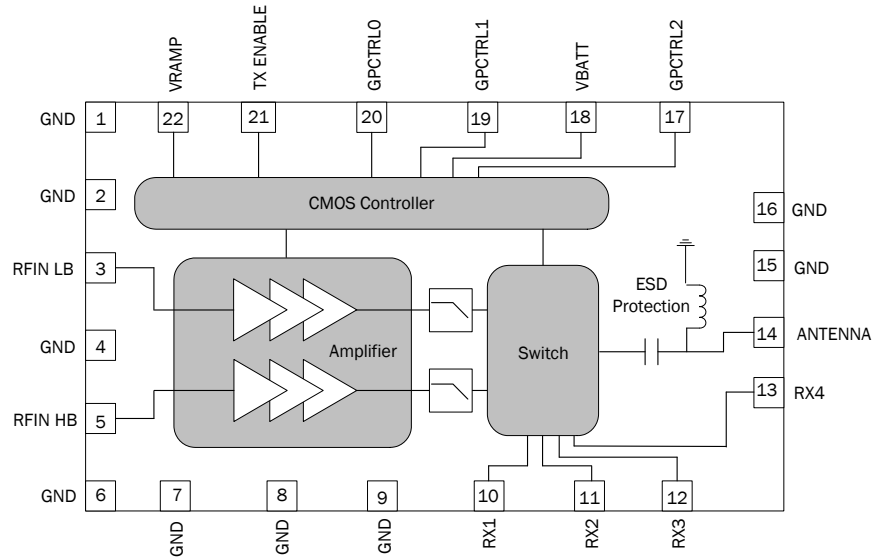 VRAMP
TX ENABLE
GPCTRL0
GPCTRL1
VBATT
GPCTRL2
GND 1
22
21
20
19
18
17
GND 2
CMOS Controller
16 GND
RFIN LB 3
15 GND
ESD
Protection
GND 4
Amplifier
Switch
14 ANTENNA
13 RX4
RFIN HB 5
GND 6
7
8
9
10
11
12
GND
GND
GND
RX1
RX2
RX3